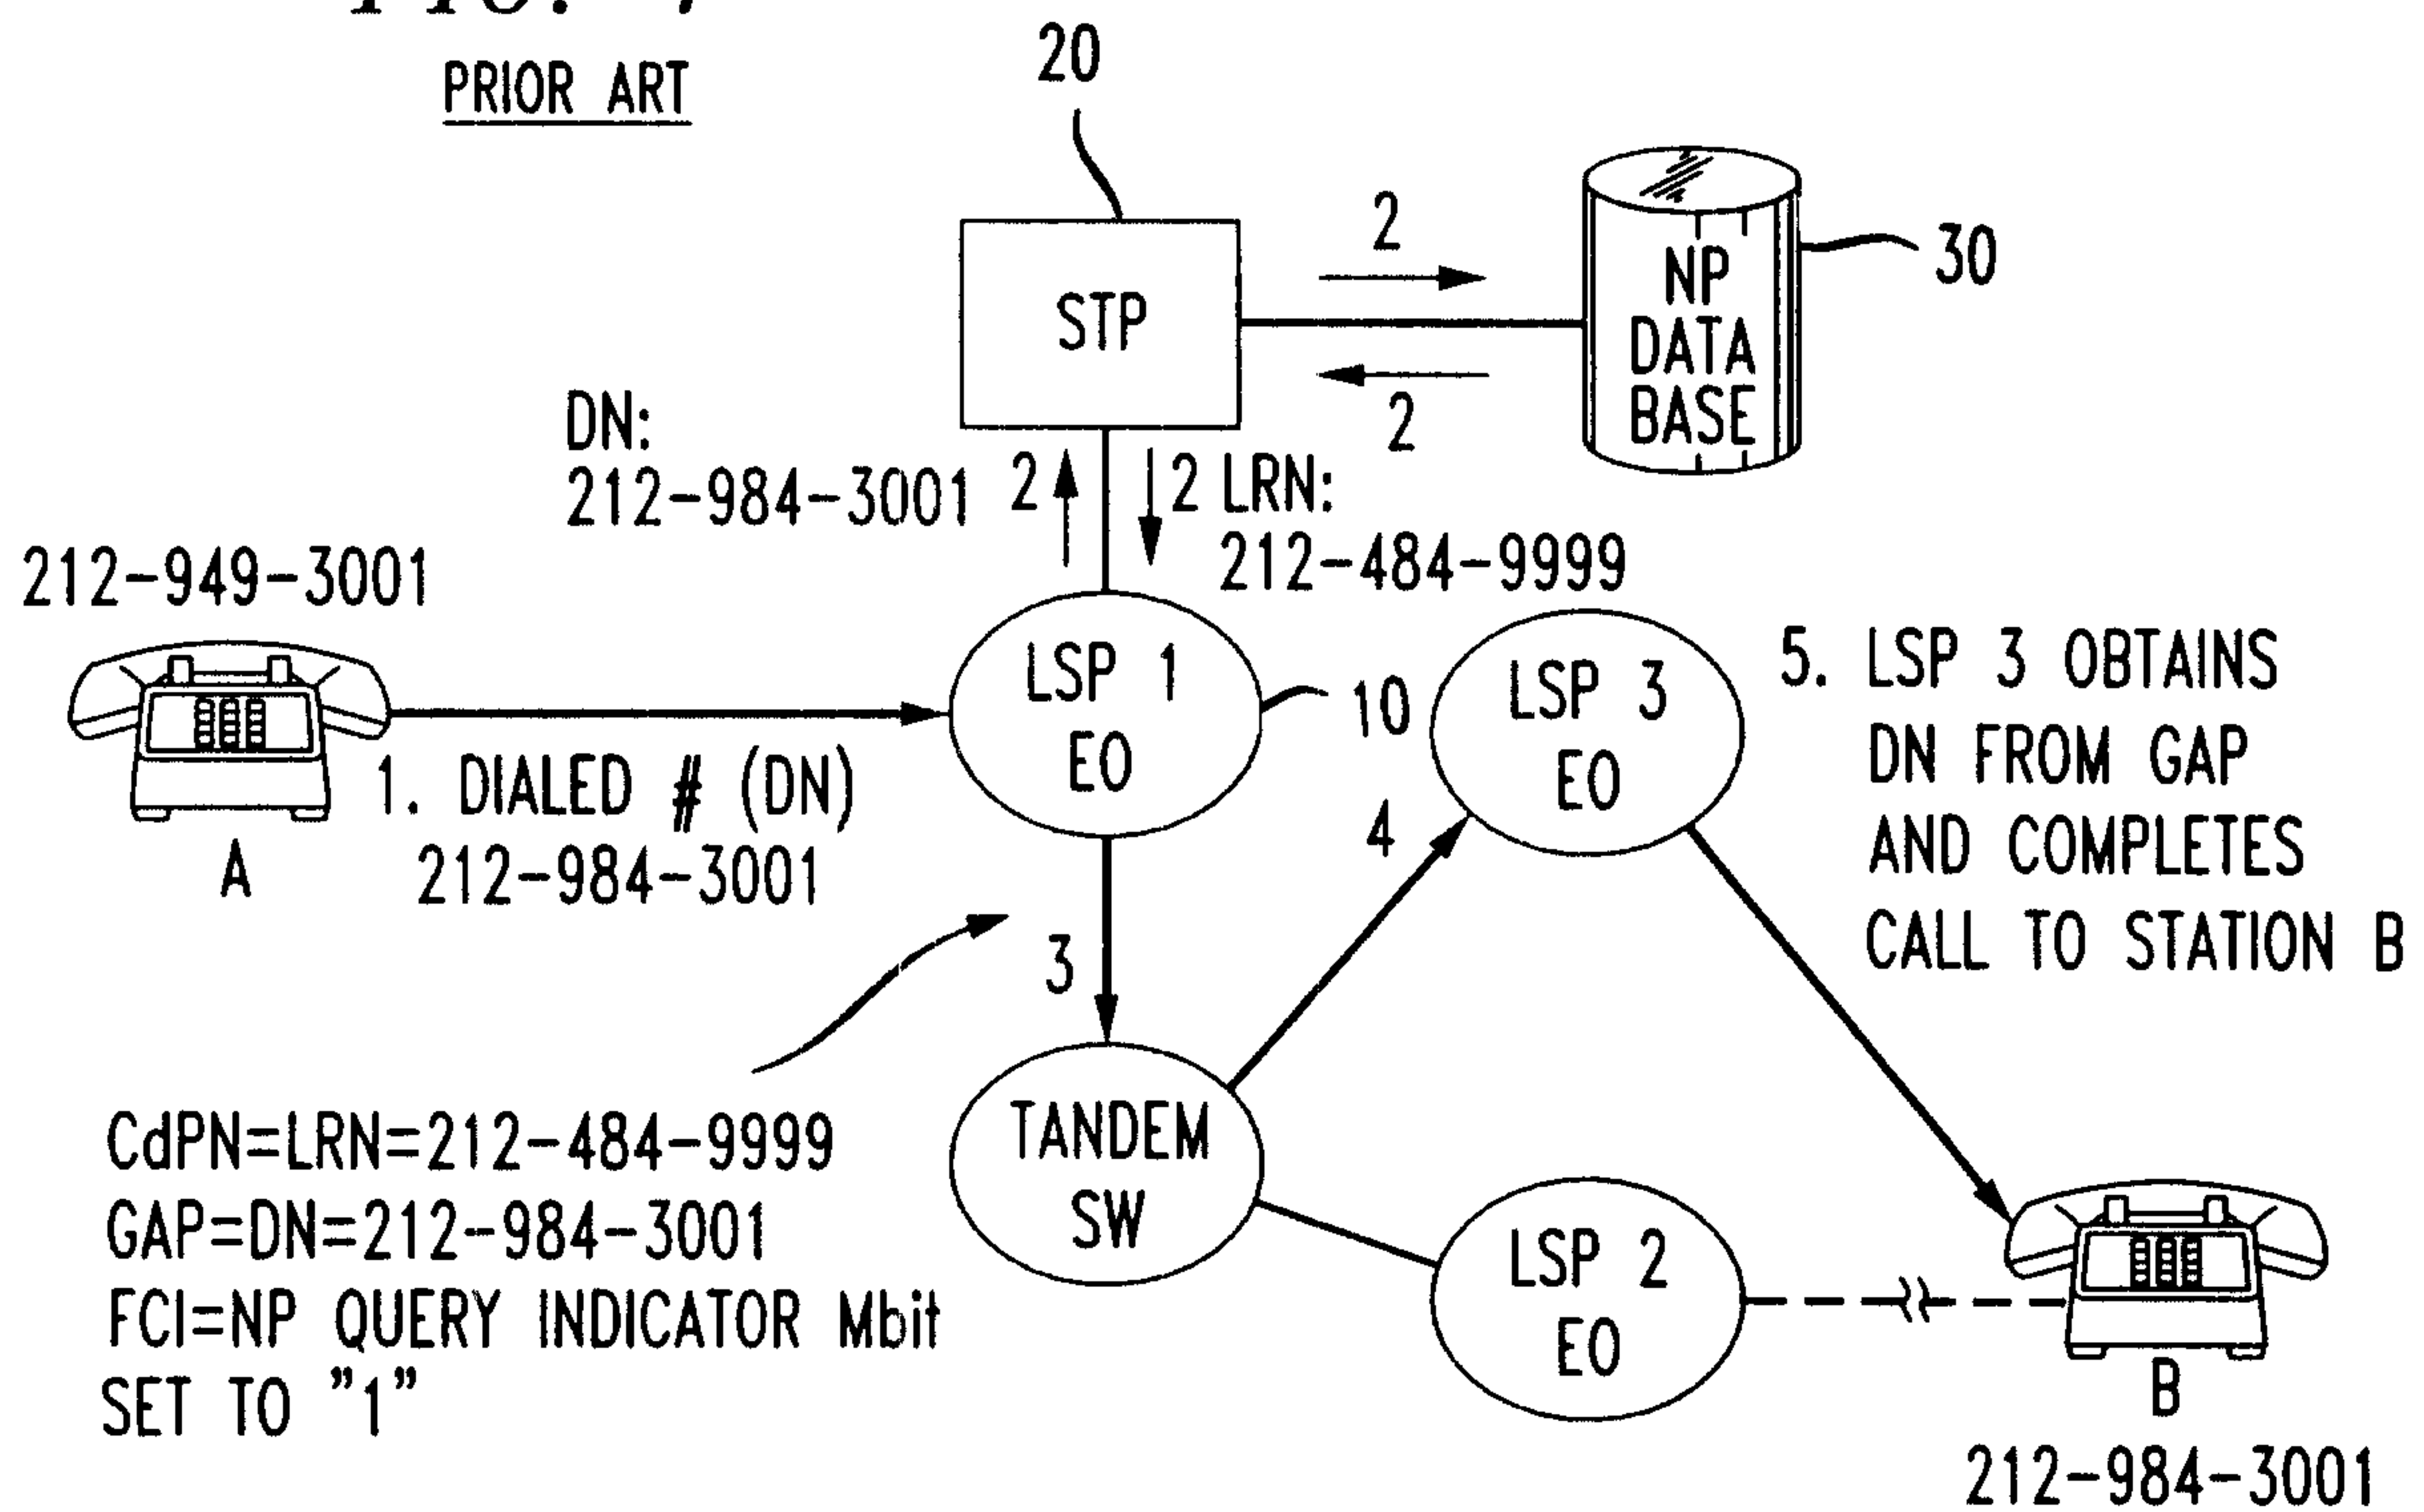 PRIOR ART
20
2
30
NP
DATA
BASE
STP
2
DN:
212-984-3001
2
2 LRN:
212-484-9999
212-949-3001
LSP 1
EO
10
LSP 3
EO
5. LSP 3 OBTAINS
DN FROM GAP
AND COMPLETES
CALL TO STATION B
1. DIALED # (DN)
212-984-3001
A
4
3
TANDEM
SW
CdPN=LRN=212-484-9999
GAP=DN=212-984-3001
FCI=NP QUERY INDICATOR Mbit
SET TO "1"
LSP 2
EO
B
212-984-3001